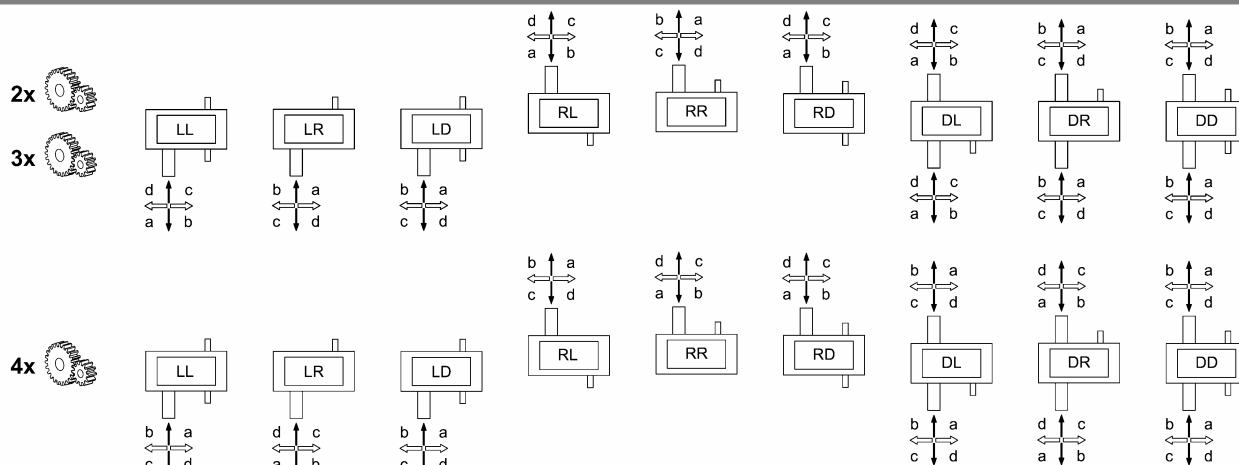 d c b a d c
d c b a b a
a b c d a b
a b c d c d
2x
RL RR RD
DL DR DD
LL LR LD
3x
d c b a b a
d c b a b a
a b c d c d
a b c d c d
b a d c d c
b a d c b a
c d a b a b
c d a b c d
RL RR RD
4x LL LR LD DL DR DD
b a d c b a
b a d c b a
c d a b c d
c d a b c d